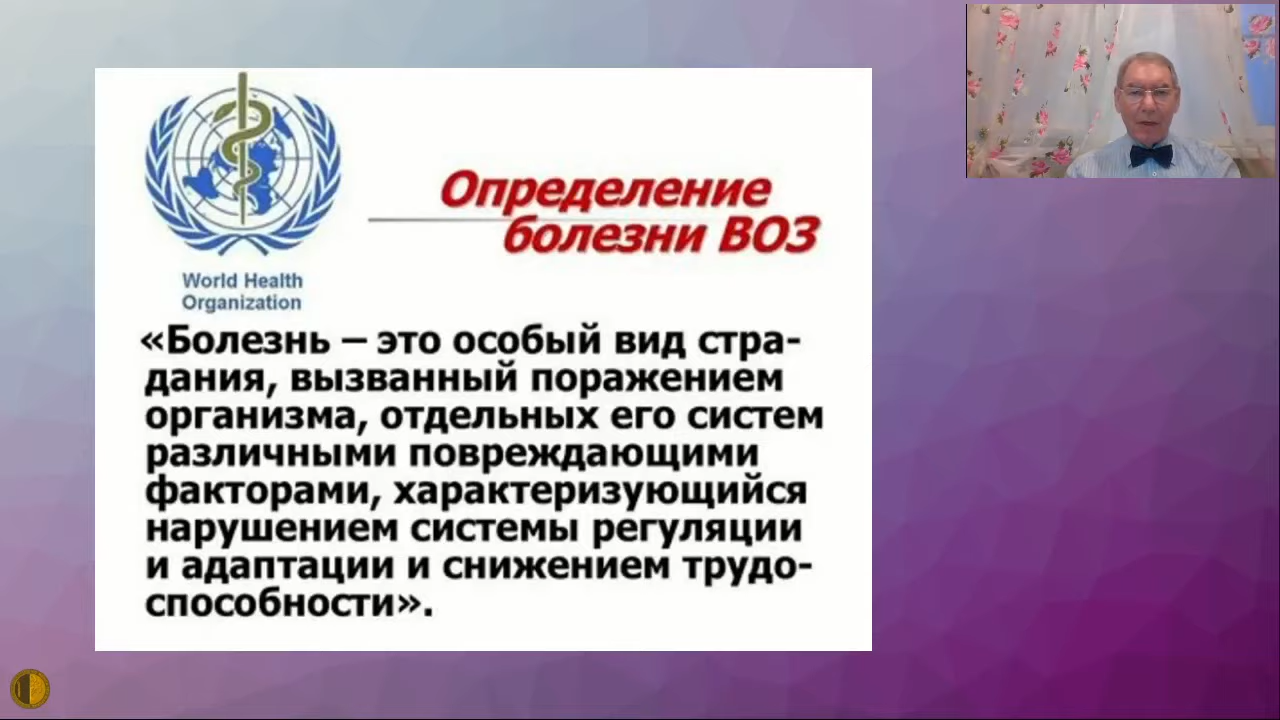 World Health
Organization
Определение
болезни ВОЗ
«Болезнь – это особый вид стра-
дания, вызванный поражением
организма, отдельных его систем
различными повреждающими
факторами, характеризующийся
нарушением системы регуляции
и адаптации и снижением трудо-
способности».